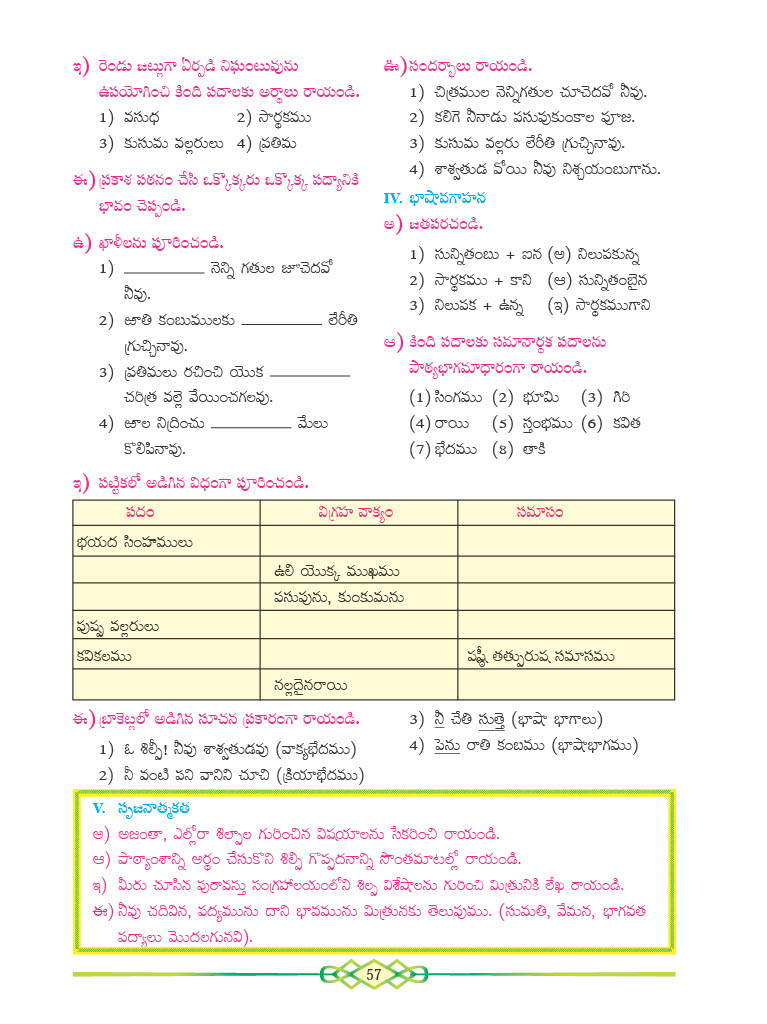 ఇ) రెండు జట్లుగా ఏర్పడి నిఘంటువును
ఉపయోగించి కింది పదాలకు అర్థాలు రాయండి.
1) వసుధ 2) సార్థకము
3) కుసుమ వల్లరులు 4) ప్రతిమ
ఈ) ప్రకాశ పఠనం చేసి ఒక్కొక్కరు ఒక్కొక్క పద్యానికి
భావం చెప్పండి.
ఉ) ఖాళీలను పూరించండి.
1) __________ నెన్ని గతుల జూచెదవో
నీవు.
2) ఱాతి కంబుములకు __________ లేరీతి
గ్రుచ్చినావు.
3) ప్రతిమలు రచించి యొక __________
చరిత్ర వల్లె వేయించగలవు.
4) ఱాల నిద్రించు __________ మేలు
కొలిపినావు.
ఊ) సందర్భాలు రాయండి.
1) చిత్రముల నెన్నిగతుల చూచెదవో నీవు.
2) కలిగె నీనాడు పసుపుకుంకాల పూజ.
3) కుసుమ వల్లరు లేరీతి గ్రుచ్చినావు.
4) శాశ్వతుడ వోయి నీవు నిశ్చయంబుగాను.
IV. భాషావగాహన
అ) జతపరచండి.
1) సున్నితంబు + ఐన (అ) నిలుపకున్న
2) సార్థకము + కాని (ఆ) సున్నితంబైన
3) నిలుపక + ఉన్న (ఇ) సార్థకముగాని
ఆ) కింది పదాలకు సమానార్థక పదాలను
పాఠ్యభాగమాధారంగా రాయండి.
(1) సింగము (2) భూమి (3) గిరి
(4) రాయి (5) స్తంభము (6) కవిత
(7) భేదము (8) తాకి
ఇ) పట్టికలో అడిగిన విధంగా పూరించండి.
పదం విగ్రహ వాక్యం సమాసం
భయద సింహములు
ఉలి యొక్క ముఖము
పసుపును, కుంకుమను
పుష్ప వల్లరులు
కవికలము షష్ఠీ తత్పురుష సమాసము
నల్లదైనరాయి
ఈ) బ్రాకెట్లలో అడిగిన సూచన ప్రకారంగా రాయండి.
1) ఓ శిల్పీ! నీవు శాశ్వతుడవు (వాక్యభేదము)
2) నీ వంటి పని వానిని చూచి (క్రియాభేదము)
3) నీ చేతి సుత్తె (భాషా భాగాలు)
4) పెను రాతి కంబము (భాషాభాగము)
V. సృజనాత్మకత
అ) అజంతా, ఎల్లోరా శిల్పాల గురించిన విషయాలను సేకరించి రాయండి.
ఆ) పాఠ్యాంశాన్ని అర్థం చేసుకొని శిల్పి గొప్పదనాన్ని సొంతమాటల్లో రాయండి.
ఇ) మీరు చూసిన పురావస్తు సంగ్రహాలయంలోని శిల్ప విశేషాలను గురించి మిత్రునికి లేఖ రాయండి.
ఈ) నీవు చదివిన, పద్యమును దాని భావమును మిత్రునకు తెలుపుము. (సుమతి, వేమన, భాగవత
పద్యాలు మొదలగునవి).
57